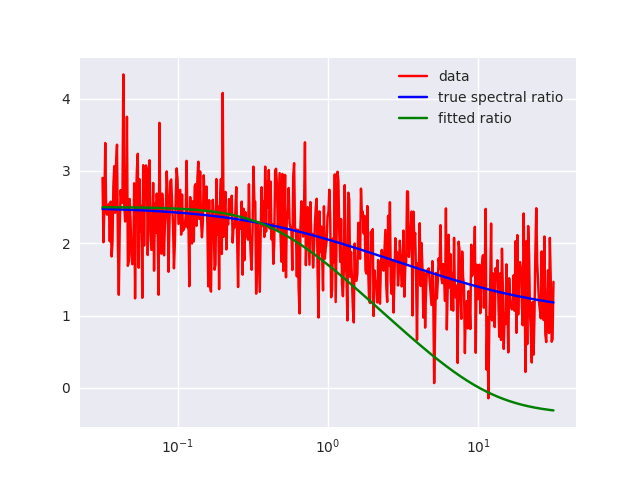 data
true spectral ratio
fitted ratio
4
3
2
1
0
10⁻¹
10⁰
10¹